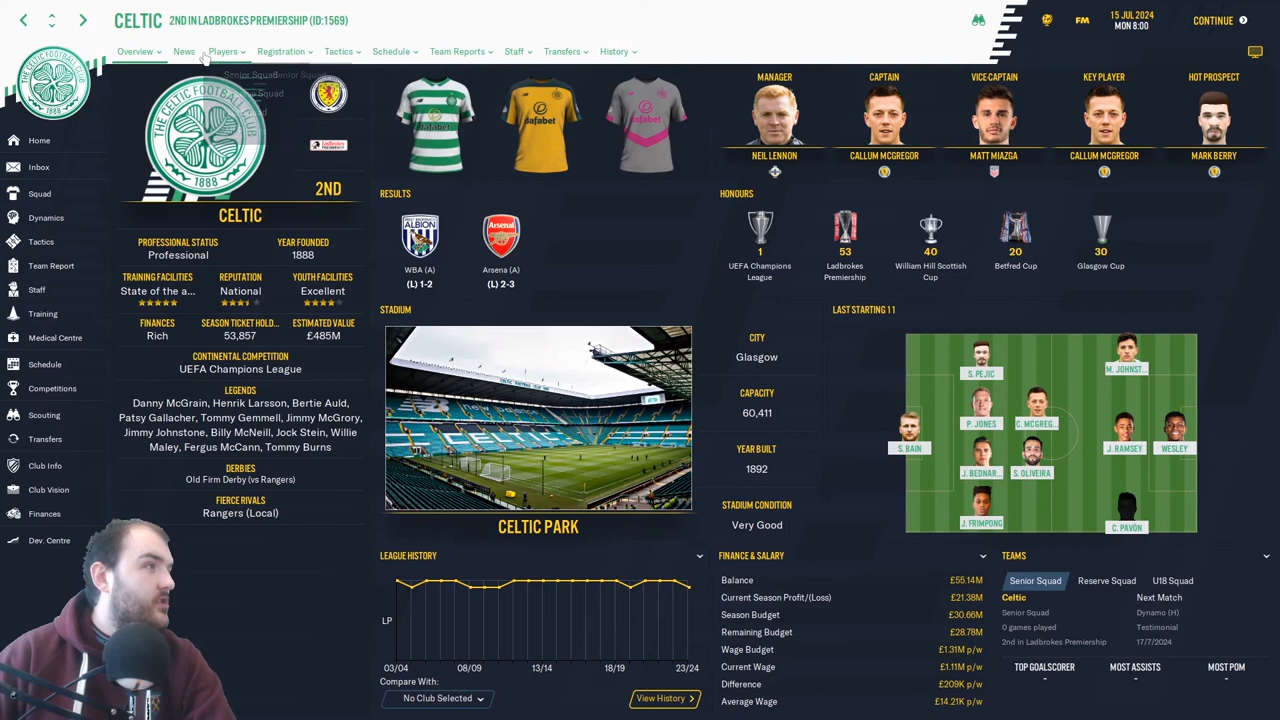 CELTIC 2ND IN LADBROKES PREMIERSHIP (ID:1569)
15 JUL 2024
MON 8:00
FM
CONTINUE
Overview
News
Players
Registration
Tactics
Schedule
Team Reports
Staff
Transfers
History
Senior Squad
Home
Inbox
Squad
Dynamics
Tactics
Team Report
Staff
Training
Medical Centre
Schedule
Competitions
Scouting
Transfers
Club Info
Club Vision
Finances
Dev. Centre
THE CELTIC FOOTBALL CLUB
1888
2ND
CELTIC
PROFESSIONAL STATUS
Professional
YEAR FOUNDED
1888
TRAINING FACILITIES
State of the a...
REPUTATION
National
YOUTH FACILITIES
Excellent
FINANCES
Rich
SEASON TICKET HOLD...
53,857
ESTIMATED VALUE
£485M
CONTINENTAL COMPETITION
UEFA Champions League
LEGENDS
Danny McGrain, Henrik Larsson, Bertie Auld,
Patsy Gallacher, Tommy Gemmell, Jimmy McGrory,
Jimmy Johnstone, Billy McNeill, Jock Stein, Willie
Maley, Fergus McCann, Tommy Burns
DERBIES
Old Firm Derby (vs Rangers)
FIERCE RIVALS
Rangers (Local)
dafabet
dafabet
dafabet
RESULTS
WBA (A)
(L) 1-2
Arsenal
Arsena (A)
(L) 2-3
STADIUM
CELTIC
CELTIC PARK
CITY
Glasgow
CAPACITY
60,411
YEAR BUILT
1892
STADIUM CONDITION
Very Good
MANAGER
NEIL LENNON
CAPTAIN
CALLUM MCGREGOR
VICE-CAPTAIN
MATT MIAZGA
KEY PLAYER
CALLUM MCGREGOR
HOT PROSPECT
MARK BERRY
HONOURS
1
UEFA Champions
League
53
Ladbrokes
Premiership
40
William Hill Scottish
Cup
20
Betfred Cup
30
Glasgow Cup
LAST STARTING 11
S. PEJIC
M. JOHNST...
P. JONES
C. MCGREG...
S. BAIN
J. RAMSEY
WESLEY
J. BEDNAR...
S. OLIVEIRA
J. FRIMPONG
C. PAVÓN
LEAGUE HISTORY
LP
03/04
08/09
13/14
18/19
23/24
Compare With:
No Club Selected
View History
FINANCE & SALARY
Balance £55.14M
Current Season Profit/(Loss) £21.38M
Season Budget £30.66M
Remaining Budget £28.78M
Wage Budget £1.31M p/w
Current Wage £1.11M p/w
Difference £209K p/w
Average Wage £14.21K p/w
TEAMS
Senior Squad
Reserve Squad
U18 Squad
Celtic
Next Match
Senior Squad
Dynamo (H)
0 games played
Testimonial
2nd in Ladbrokes Premiership
17/7/2024
TOP GOALSCORER
-
MOST ASSISTS
-
MOST POM
-